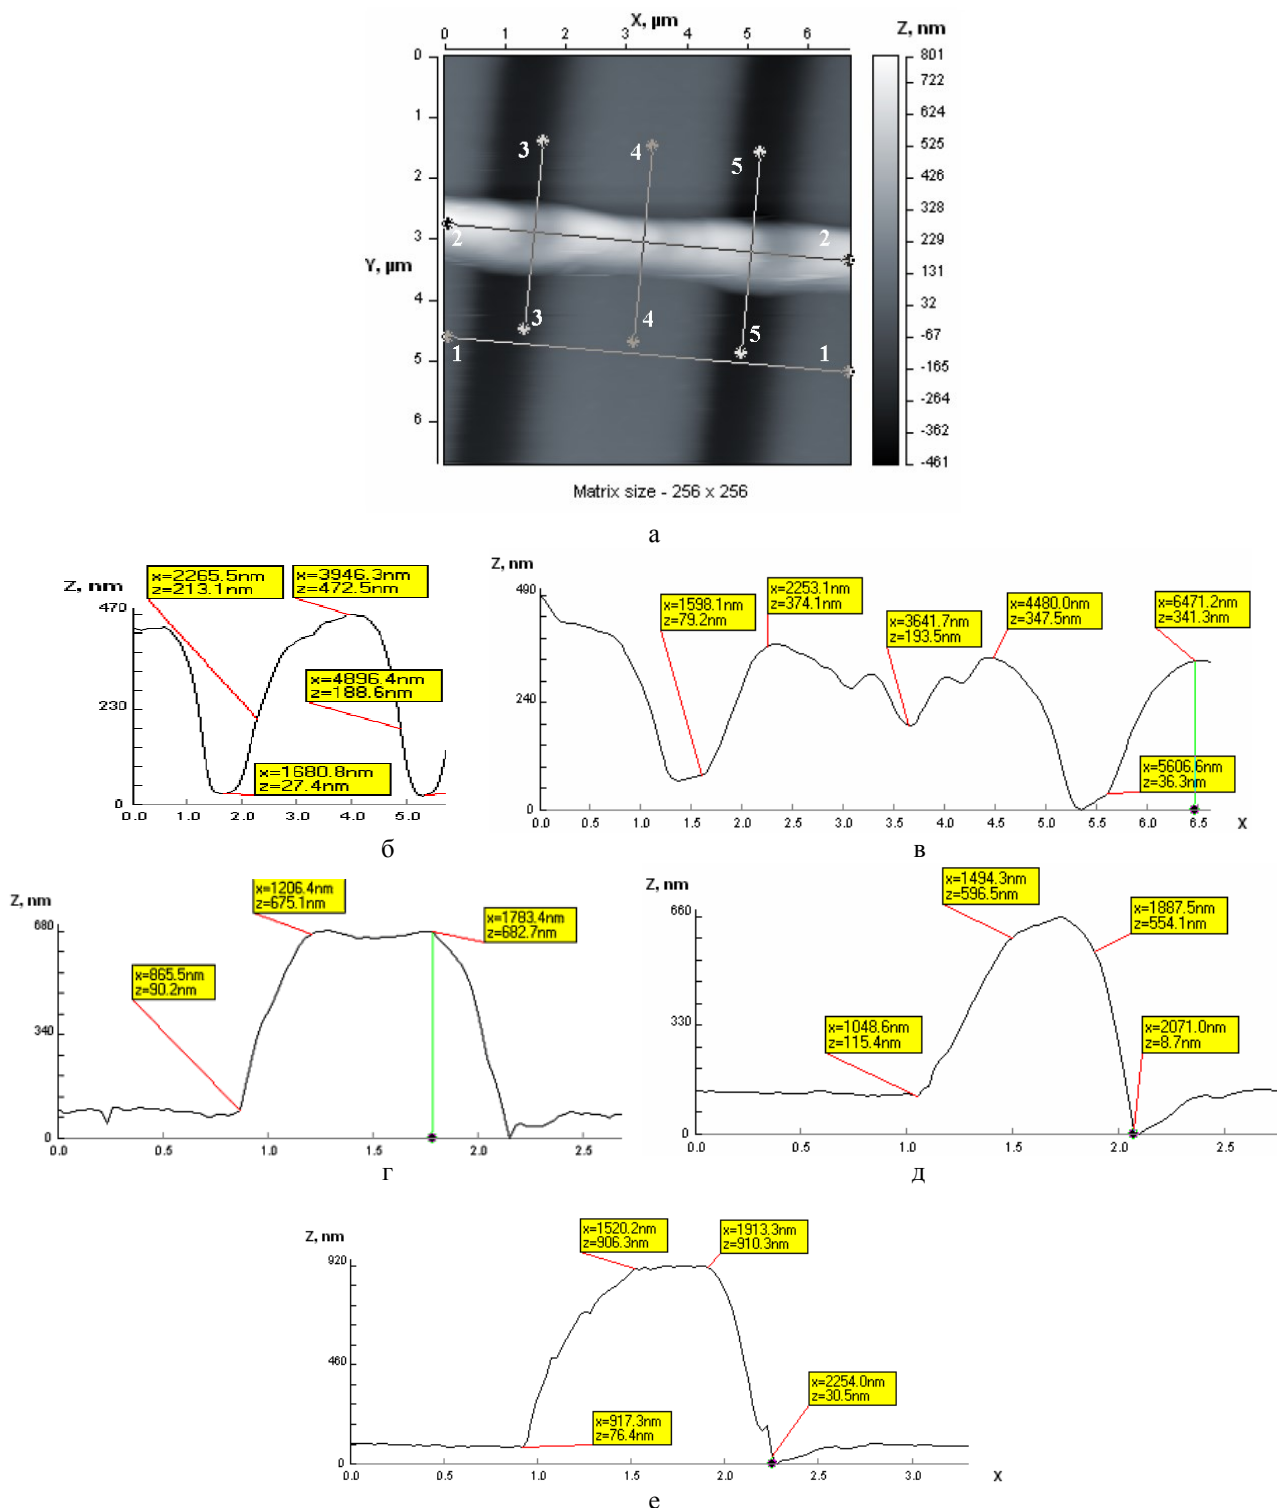 X, µm
0 1 2 3 4 5 6
Z, nm
0
1
2
3
4
5
6
Y, µm
3 4 5
2 2
3 4 5
1 1
801
722
624
525
426
328
229
131
32
-67
-165
-264
-362
-461
Matrix size - 256 x 256
а
Z, nm
470
230
0
0.0 1.0 2.0 3.0 4.0 5.0
x=2265.5nm
z=213.1nm
x=3946.3nm
z=472.5nm
x=4896.4nm
z=188.6nm
x=1680.8nm
z=27.4nm
б
Z, nm
490
240
0
0.0 0.5 1.0 1.5 2.0 2.5 3.0 3.5 4.0 4.5 5.0 5.5 6.0 6.5 X
x=1598.1nm
z=79.2nm
x=2253.1nm
z=374.1nm
x=3641.7nm
z=193.5nm
x=4480.0nm
z=347.5nm
x=6471.2nm
z=341.3nm
x=5606.6nm
z=36.3nm
в
Z, nm
680
340
0
0.0 0.5 1.0 1.5 2.0 2.5
x=1206.4nm
z=675.1nm
x=1783.4nm
z=682.7nm
x=865.5nm
z=90.2nm
г
Z, nm
660
330
0
0.0 0.5 1.0 1.5 2.0 2.5
x=1494.3nm
z=596.5nm
x=1887.5nm
z=554.1nm
x=1048.6nm
z=115.4nm
x=2071.0nm
z=8.7nm
д
Z, nm
920
460
0
0.0 0.5 1.0 1.5 2.0 2.5 3.0 X
x=1520.2nm
z=906.3nm
x=1913.3nm
z=910.3nm
x=2254.0nm
z=30.5nm
x=917.3nm
z=76.4nm
е